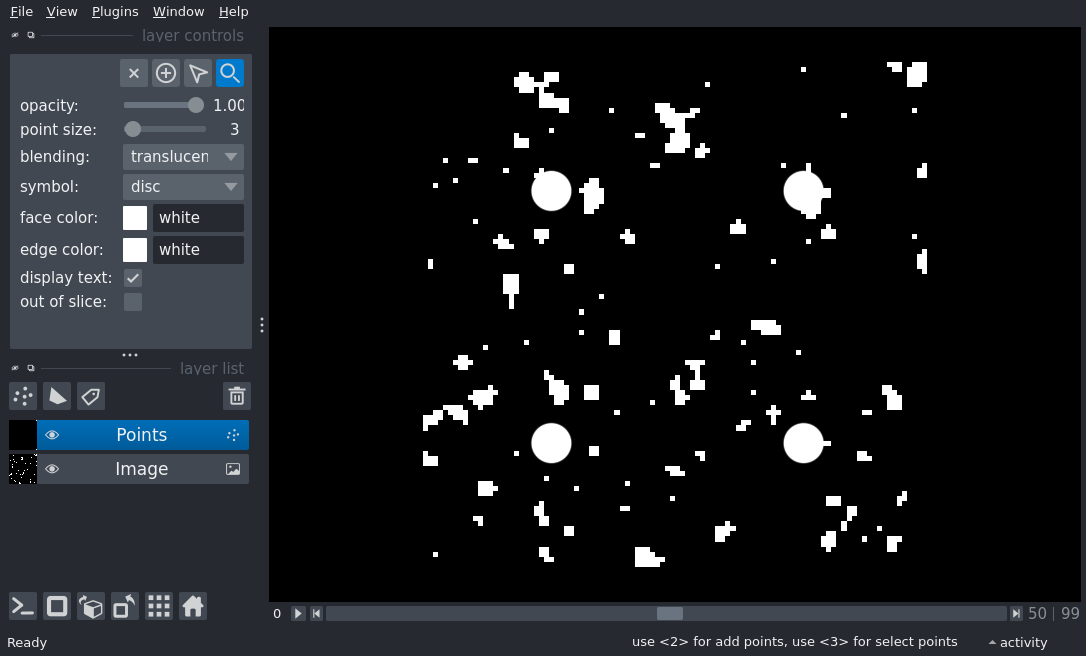 File View Plugins Window Help
layer controls
opacity: 1.00
point size: 3
blending: translucen
symbol: disc
face color: white
edge color: white
display text:
out of slice:
layer list
Points
Image
0 50 | 99
Ready use <2> for add points, use <3> for select points activity